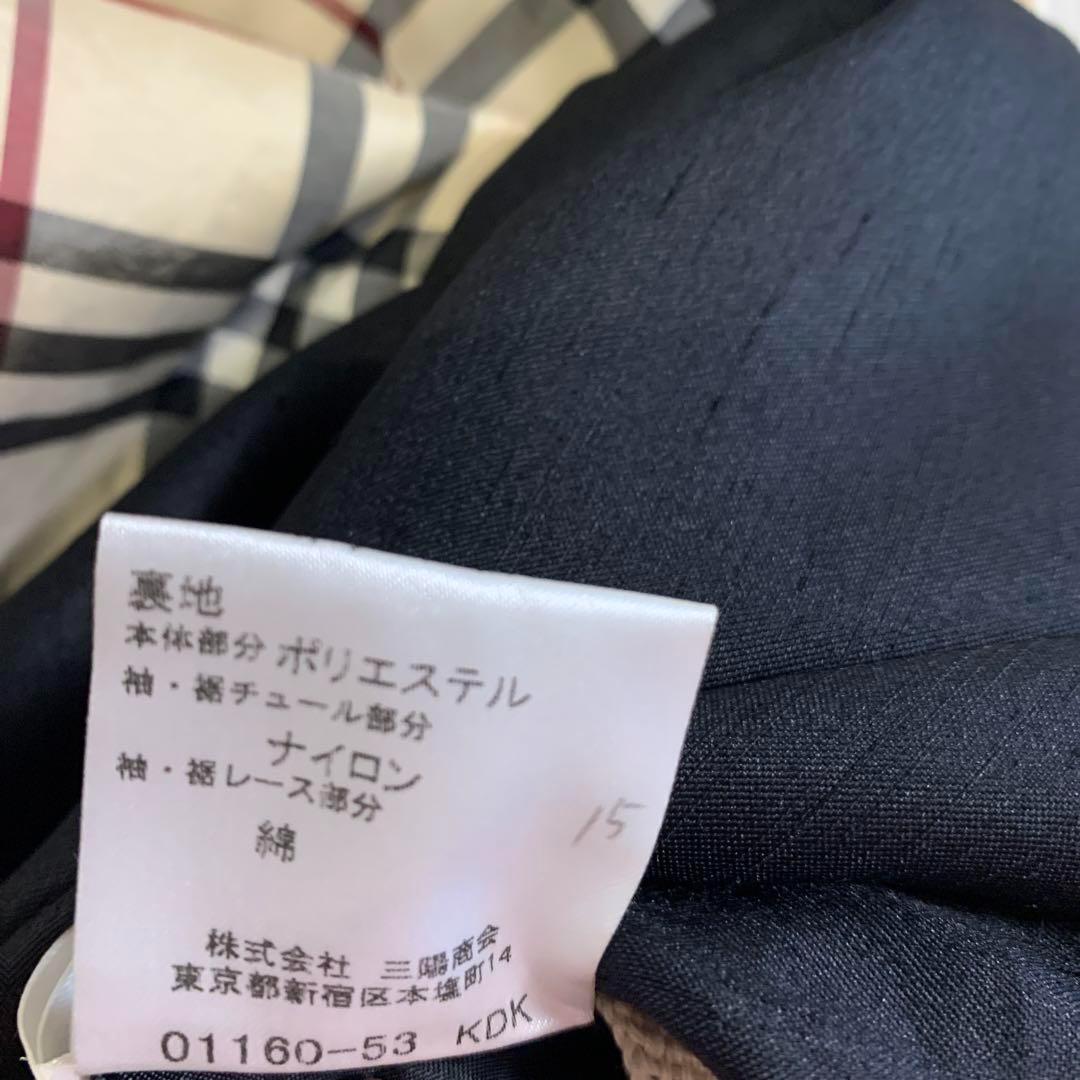 裏地
本体部分 ポリエステル
袖・裾チュール部分
ナイロン
袖・裾レース部分
綿
15
株式会社 三陽商会
東京都新宿区本塩町14
01160-53 KDK